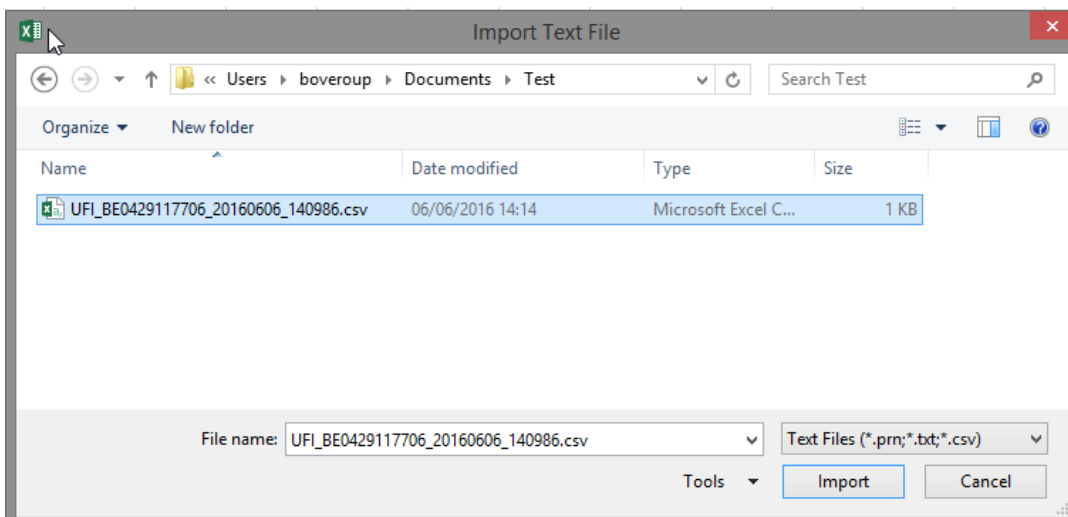 Import Text File
« Users Boveroup Documents Test Search Test
Organize New folder
Name Date modified Type Size
UFI_BE0429117706_20160606_140986.csv 06/06/2016 14:14 Microsoft Excel C... 1 KB
File name: UFI_BE0429117706_20160606_140986.csv Text Files (*.prn;*.txt;*.csv)
Tools Import Cancel